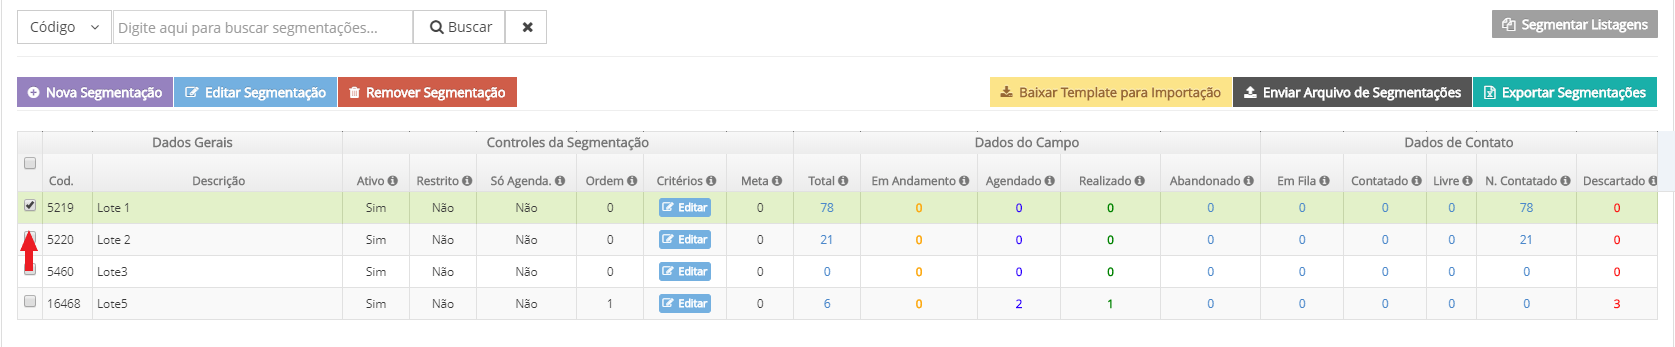 Código Digite aqui para buscar segmentações... Buscar Segmentar Listagens
Nova Segmentação Editar Segmentação Remover Segmentação Baixar Template para Importação Enviar Arquivo de Segmentações Exportar Segmentações
Dados Gerais Controles da Segmentação Dados do Campo Dados de Contato
Cod. Descrição Ativo Restrito Só Agenda. Ordem Critérios Meta Total Em Andamento Agendado Realizado Abandonado Em Fila Contatado Livre N. Contatado Descartado
5219 Lote 1 Sim Não Não 0 Editar 0 78 0 0 0 0 0 0 0 78 0
5220 Lote 2 Sim Não Não 0 Editar 0 21 0 0 0 0 0 0 0 21 0
5460 Lote3 Sim Não Não 0 Editar 0 0 0 0 0 0 0 0 0 0 0
16468 Lote5 Sim Não Não 1 Editar 0 6 0 2 1 0 0 0 0 0 3